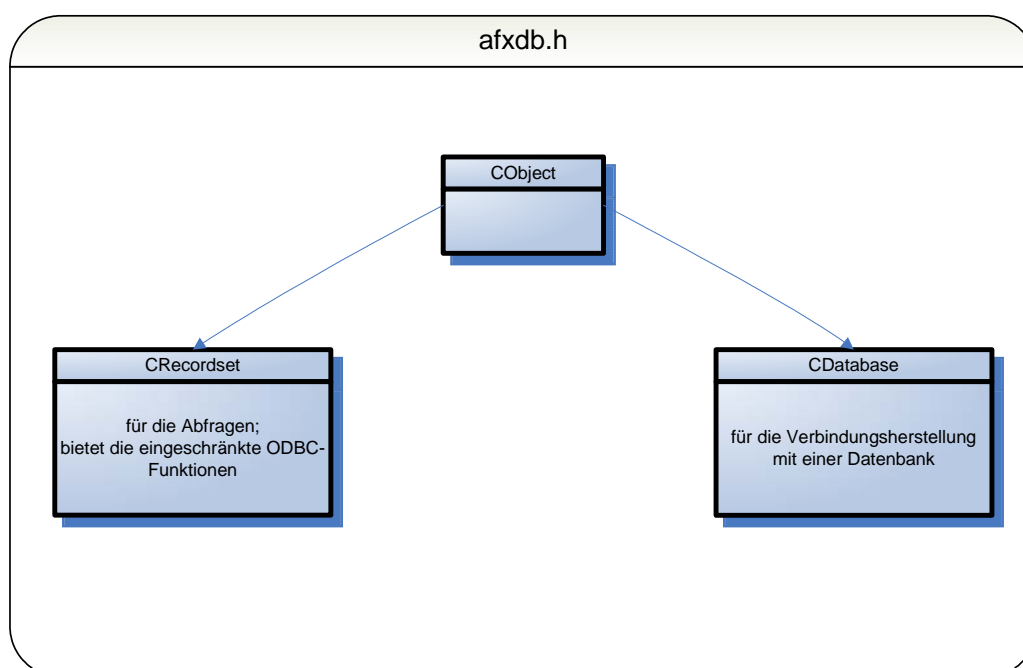 afxdb.h
CObject
CRecordset
für die Abfragen;
bietet die eingeschränkte ODBC-
Funktionen
CDatabase
für die Verbindungsherstellung
mit einer Datenbank